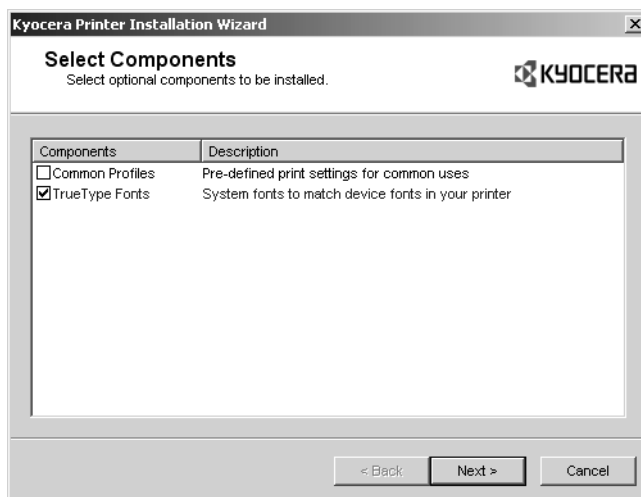 Kyocera Printer Installation Wizard
Select Components
Select optional components to be installed.
KYOCERA
Components Description
Common Profiles Pre-defined print settings for common uses
TrueType Fonts System fonts to match device fonts in your printer
< Back Next > Cancel